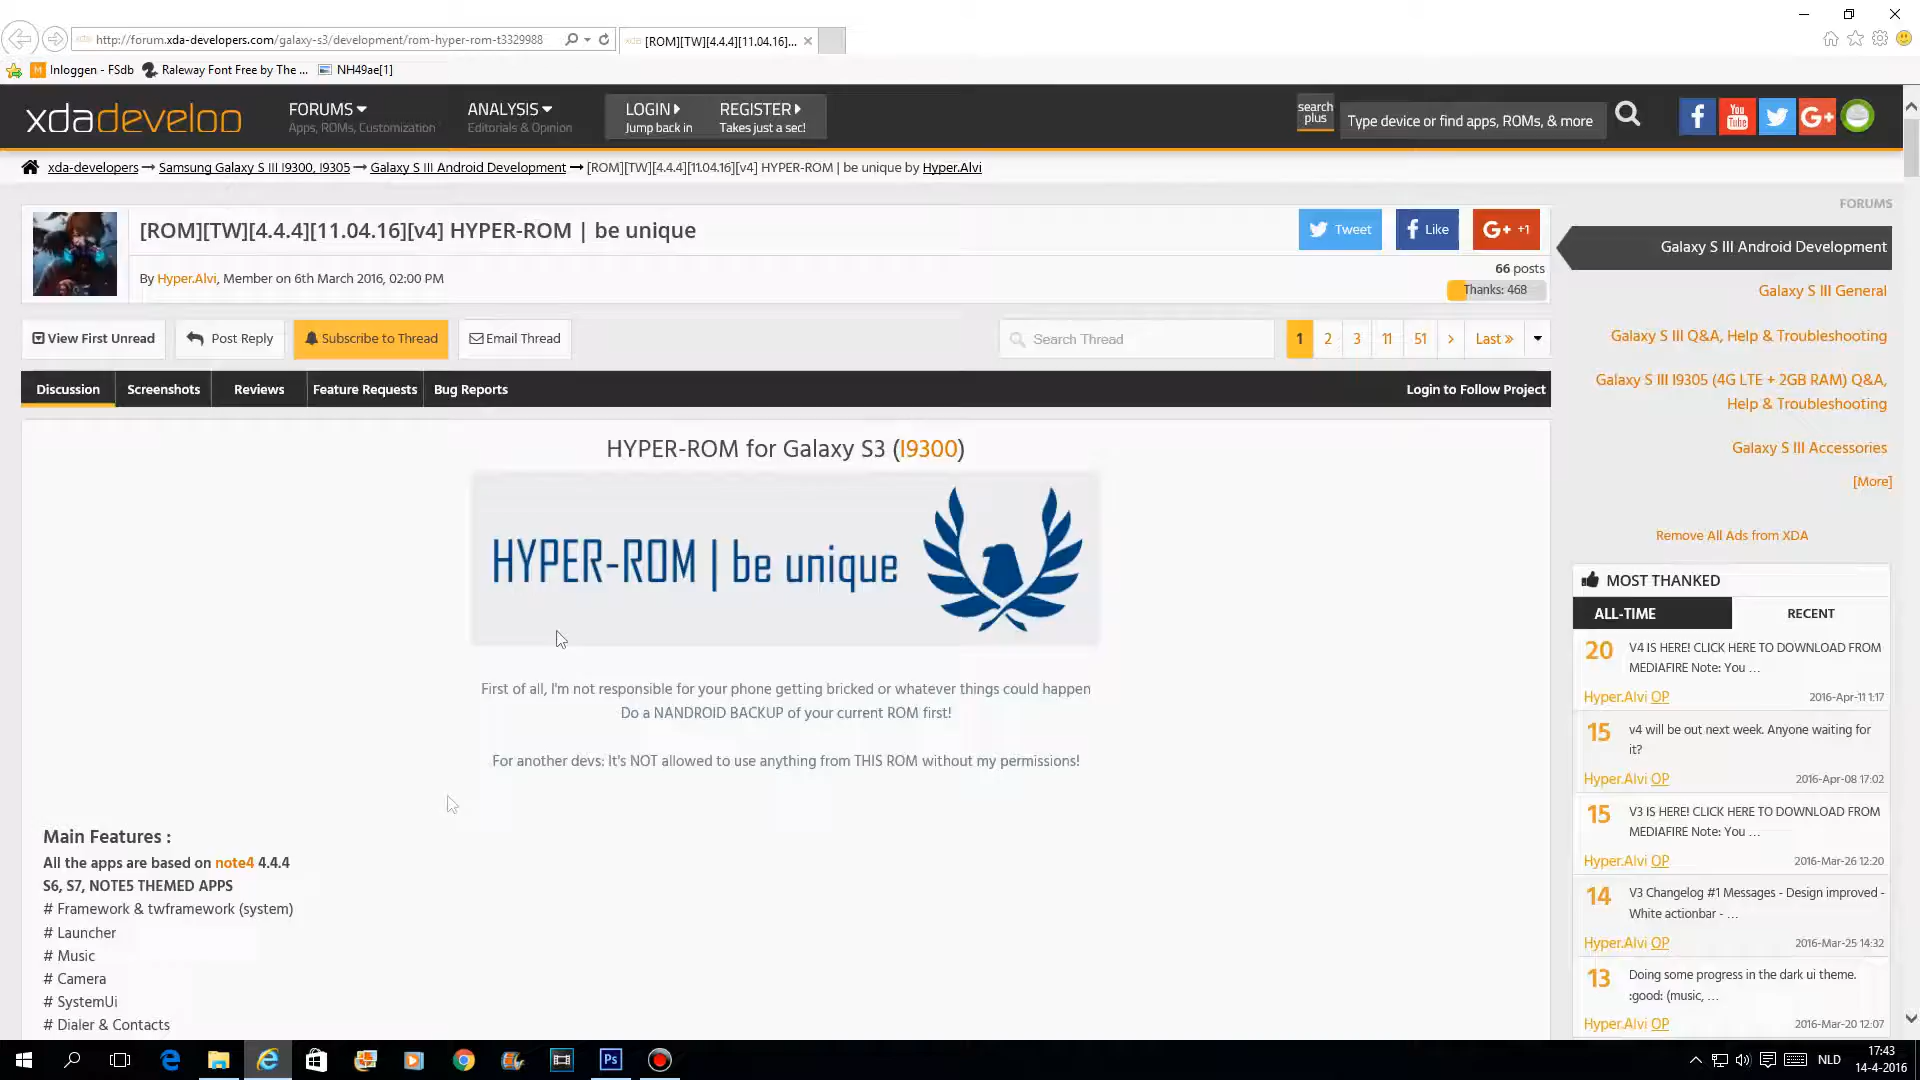 http://forum.xda-developers.com/galaxy-s3/development/rom-hyper-rom-t3329988
[ROM][TW][4.4.4][11.04.16]...
Inloggen - FSdb
Raleway Font Free by The ...
NH49ae[1]
xdadevelop
FORUMS
Apps, ROMs, Customization
ANALYSIS
Editorials & Opinion
LOGIN
Jump back in
REGISTER
Takes just a sec!
search
plus
Type device or find apps, ROMs, & more
f
You
Tube
G+
xda-developers → Samsung Galaxy S III I9300, I9305 → Galaxy S III Android Development → [ROM][TW][4.4.4][11.04.16][v4] HYPER-ROM | be unique by Hyper.Alvi
[ROM][TW][4.4.4][11.04.16][v4] HYPER-ROM | be unique
Tweet
Like
G+ +1
By Hyper.Alvi, Member on 6th March 2016, 02:00 PM
66 posts
Thanks: 468
View First Unread
Post Reply
Subscribe to Thread
Email Thread
Search Thread
1 2 3 11 51 > Last »
Discussion
Screenshots
Reviews
Feature Requests
Bug Reports
Login to Follow Project
HYPER-ROM for Galaxy S3 (I9300)
HYPER-ROM | be unique
First of all, I'm not responsible for your phone getting bricked or whatever things could happen
Do a NANDROID BACKUP of your current ROM first!
For another devs: It's NOT allowed to use anything from THIS ROM without my permissions!
Main Features :
All the apps are based on note4 4.4.4
S6, S7, NOTE5 THEMED APPS
# Framework & twframework (system)
# Launcher
# Music
# Camera
# SystemUi
# Dialer & Contacts
FORUMS
Galaxy S III Android Development
Galaxy S III General
Galaxy S III Q&A, Help & Troubleshooting
Galaxy S III I9305 (4G LTE + 2GB RAM) Q&A,
Help & Troubleshooting
Galaxy S III Accessories
[More]
Remove All Ads from XDA
MOST THANKED
ALL-TIME
RECENT
20
V4 IS HERE! CLICK HERE TO DOWNLOAD FROM
MEDIAFIRE Note: You ...
Hyper.Alvi OP
2016-Apr-11 1:17
15
v4 will be out next week. Anyone waiting for
it?
Hyper.Alvi OP
2016-Apr-08 17:02
15
V3 IS HERE! CLICK HERE TO DOWNLOAD FROM
MEDIAFIRE Note: You ...
Hyper.Alvi OP
2016-Mar-26 12:20
14
V3 Changelog #1 Messages - Design improved -
White actionbar - ...
Hyper.Alvi OP
2016-Mar-25 14:32
13
Doing some progress in the dark ui theme.
:good: (music, ...
Hyper.Alvi OP
2016-Mar-20 12:07
Ps
NLD
17:43
14-4-2016